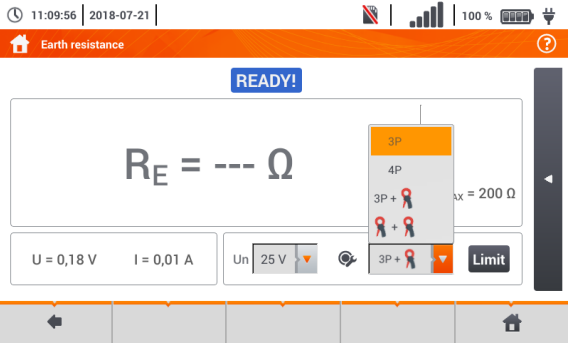 11:09:56 2018-07-21 100 %
Earth resistance ?
READY!
3P
4P
3P +
+
RE = --- Ω
AX = 200 Ω
U = 0,18 V I = 0,01 A
Un 25 V 3P + Limit